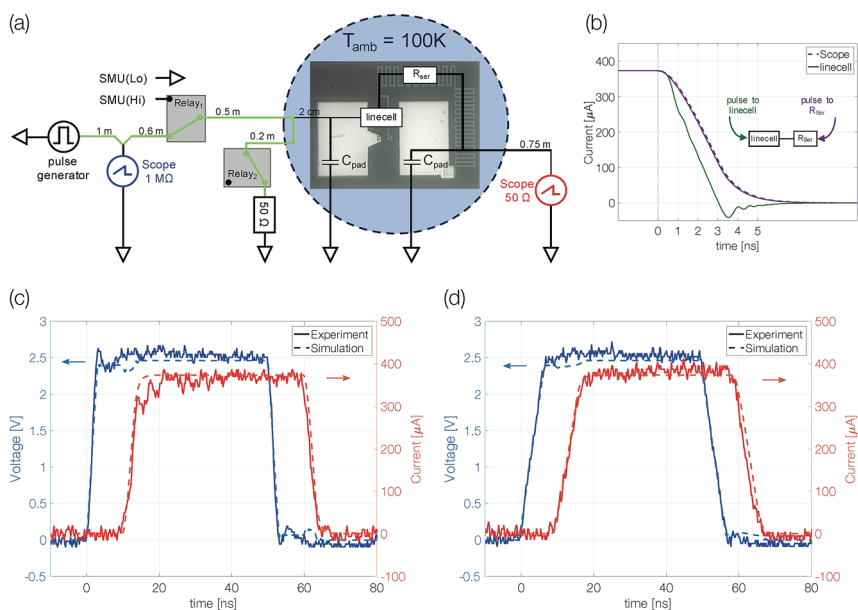 (a)
T_amb = 100K
SMU(Lo)
SMU(Hi)
Relay₁
0.5 m
2 cm
R_ser
linecell
1 m
0.6 m
pulse
generator
Scope
1 MΩ
0.2 m
Relay₂
50 Ω
C_pad
C_pad
0.75 m
Scope
50 Ω
(b)
Current [µA]
400
300
200
100
0
Scope
linecell
pulse to
linecell
pulse to
R_Ser
linecell
R_Ser
0 1 2 3 4 5
time [ns]
(c)
Voltage [V]
3
2.5
2
1.5
1
0.5
0
-0.5
Experiment
Simulation
500
400
300
200
100
0
-100
Current [µA]
0 20 40 60 80
time [ns]
(d)
Voltage [V]
3
2.5
2
1.5
1
0.5
0
-0.5
Experiment
Simulation
500
400
300
200
100
0
-100
Current [µA]
0 20 40 60 80
time [ns]